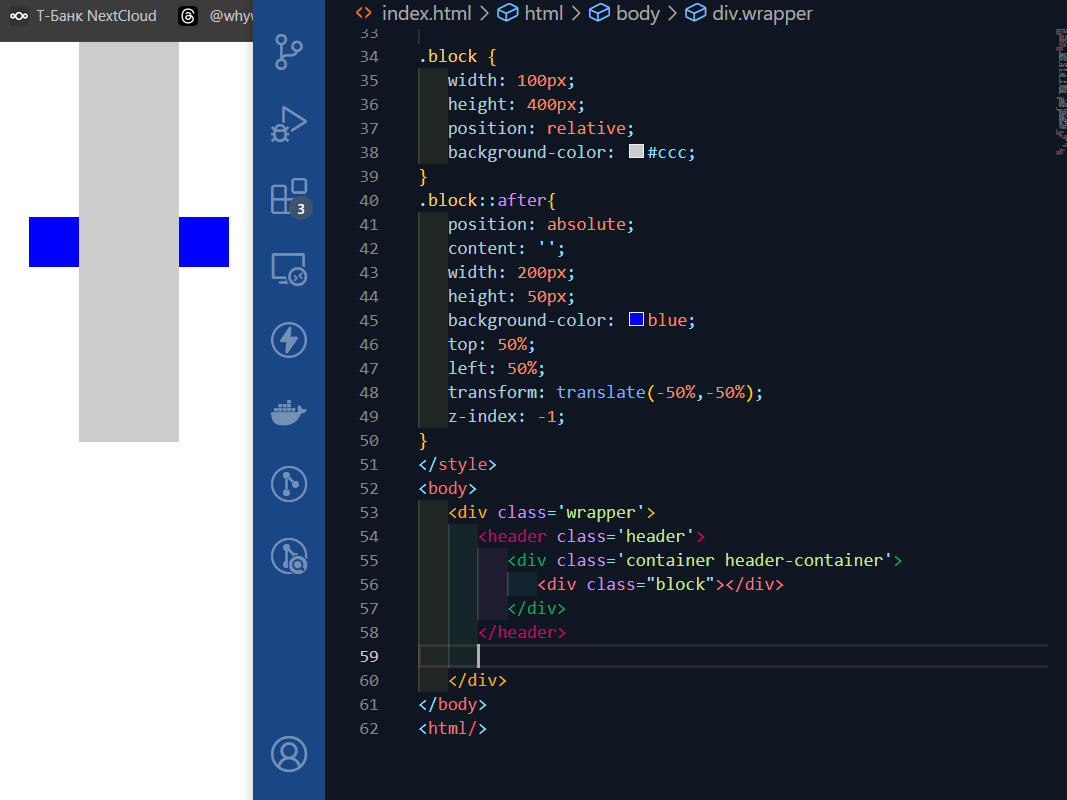 Т-Банк NextCloud @whyw
index.html > html > body > div.wrapper
33
34 .block {
35 width: 100px;
36 height: 400px;
37 position: relative;
38 background-color: #ccc;
39 }
40 .block::after{
41 position: absolute;
42 content: '';
43 width: 200px;
44 height: 50px;
45 background-color: blue;
46 top: 50%;
47 left: 50%;
48 transform: translate(-50%,-50%);
49 z-index: -1;
50 }
51 </style>
52 <body>
53 <div class='wrapper'>
54 <header class='header'>
55 <div class='container header-container'>
56 <div class="block"></div>
57 </div>
58 </header>
59
60 </div>
61 </body>
62 <html/>
3